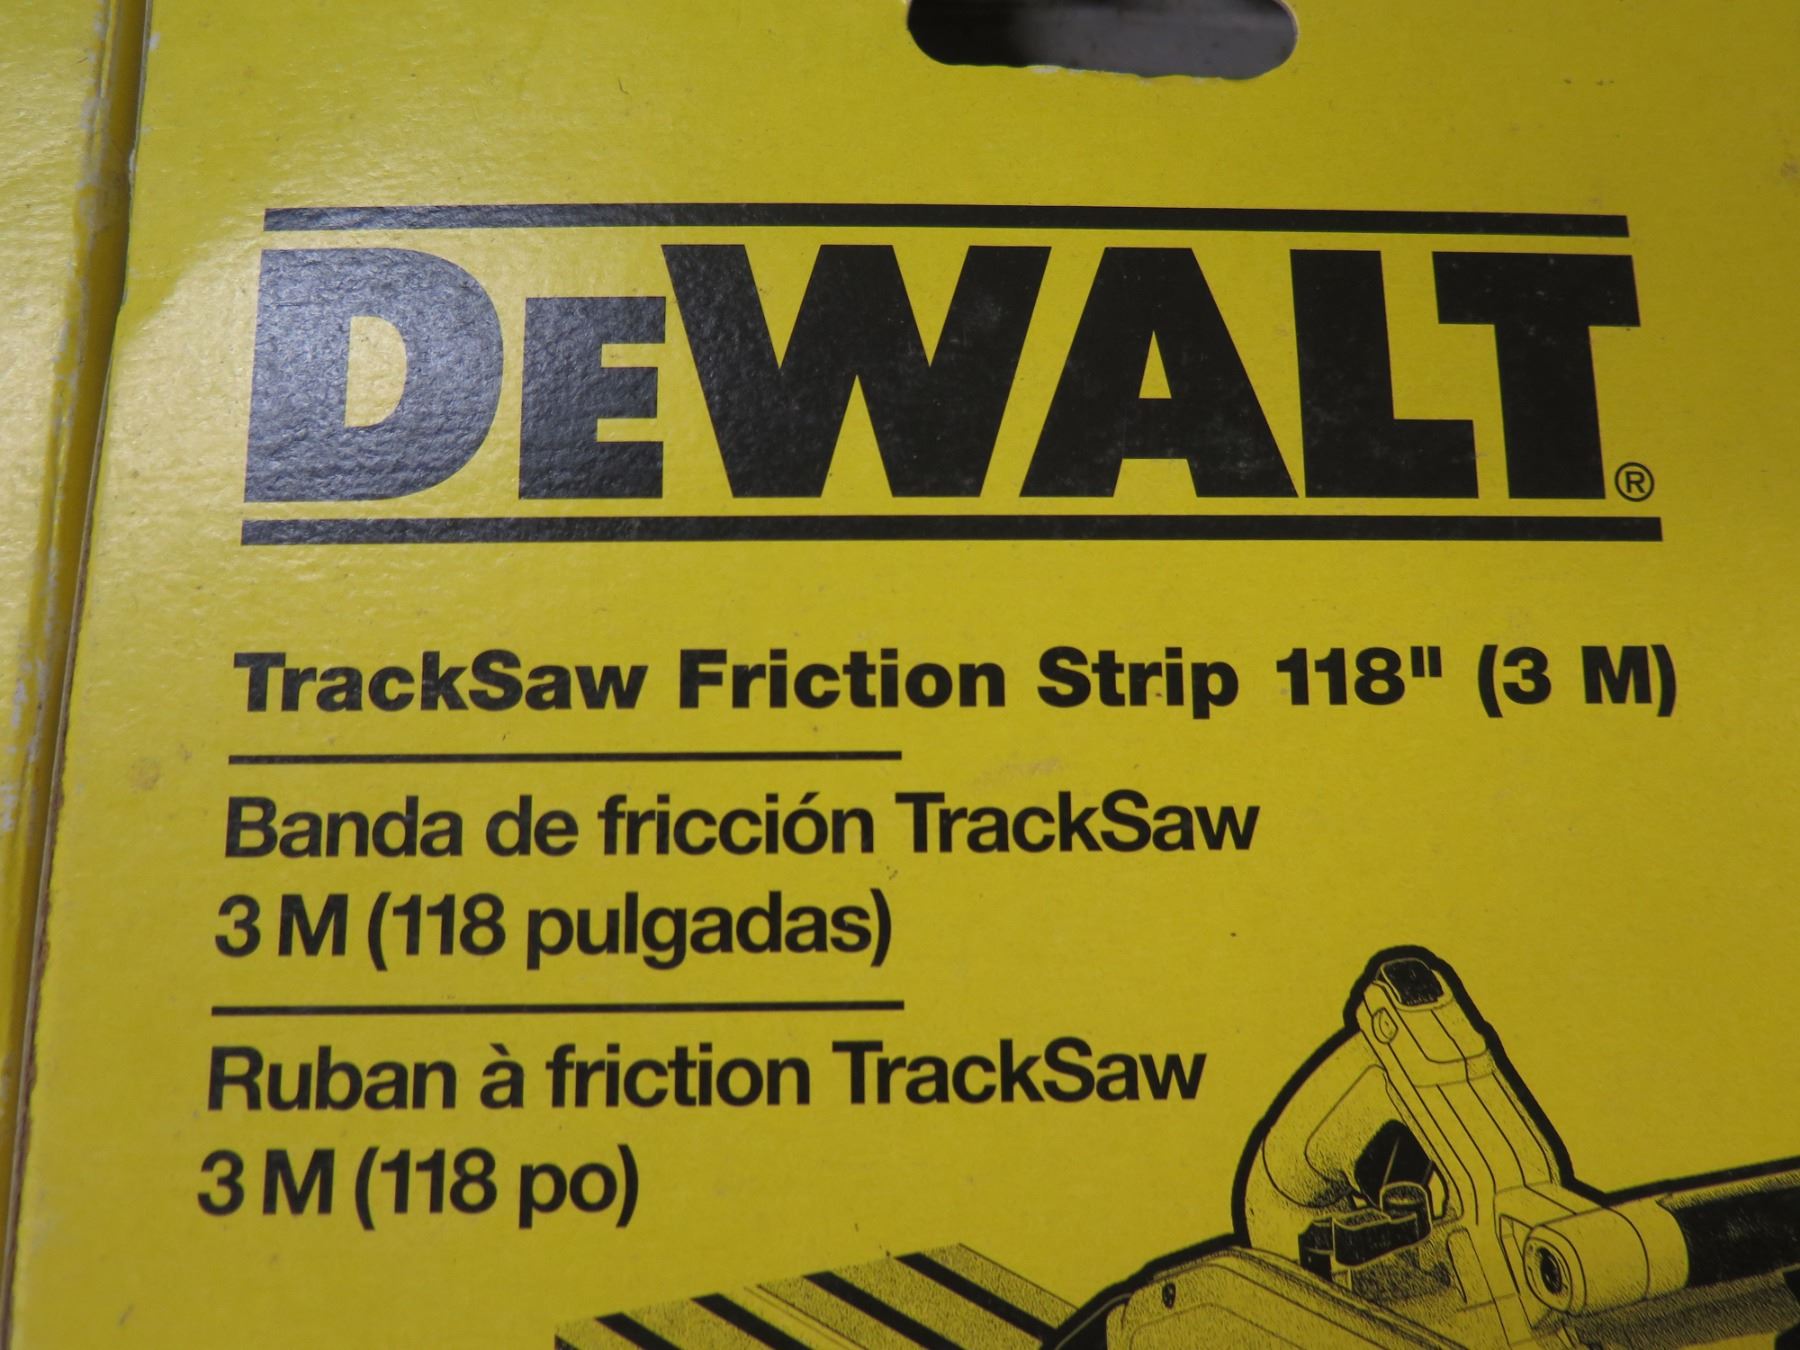 DEWALT®
TrackSaw Friction Strip 118" (3 M)
Banda de fricción TrackSaw
3 M (118 pulgadas)
Ruban à friction TrackSaw
3 M (118 po)